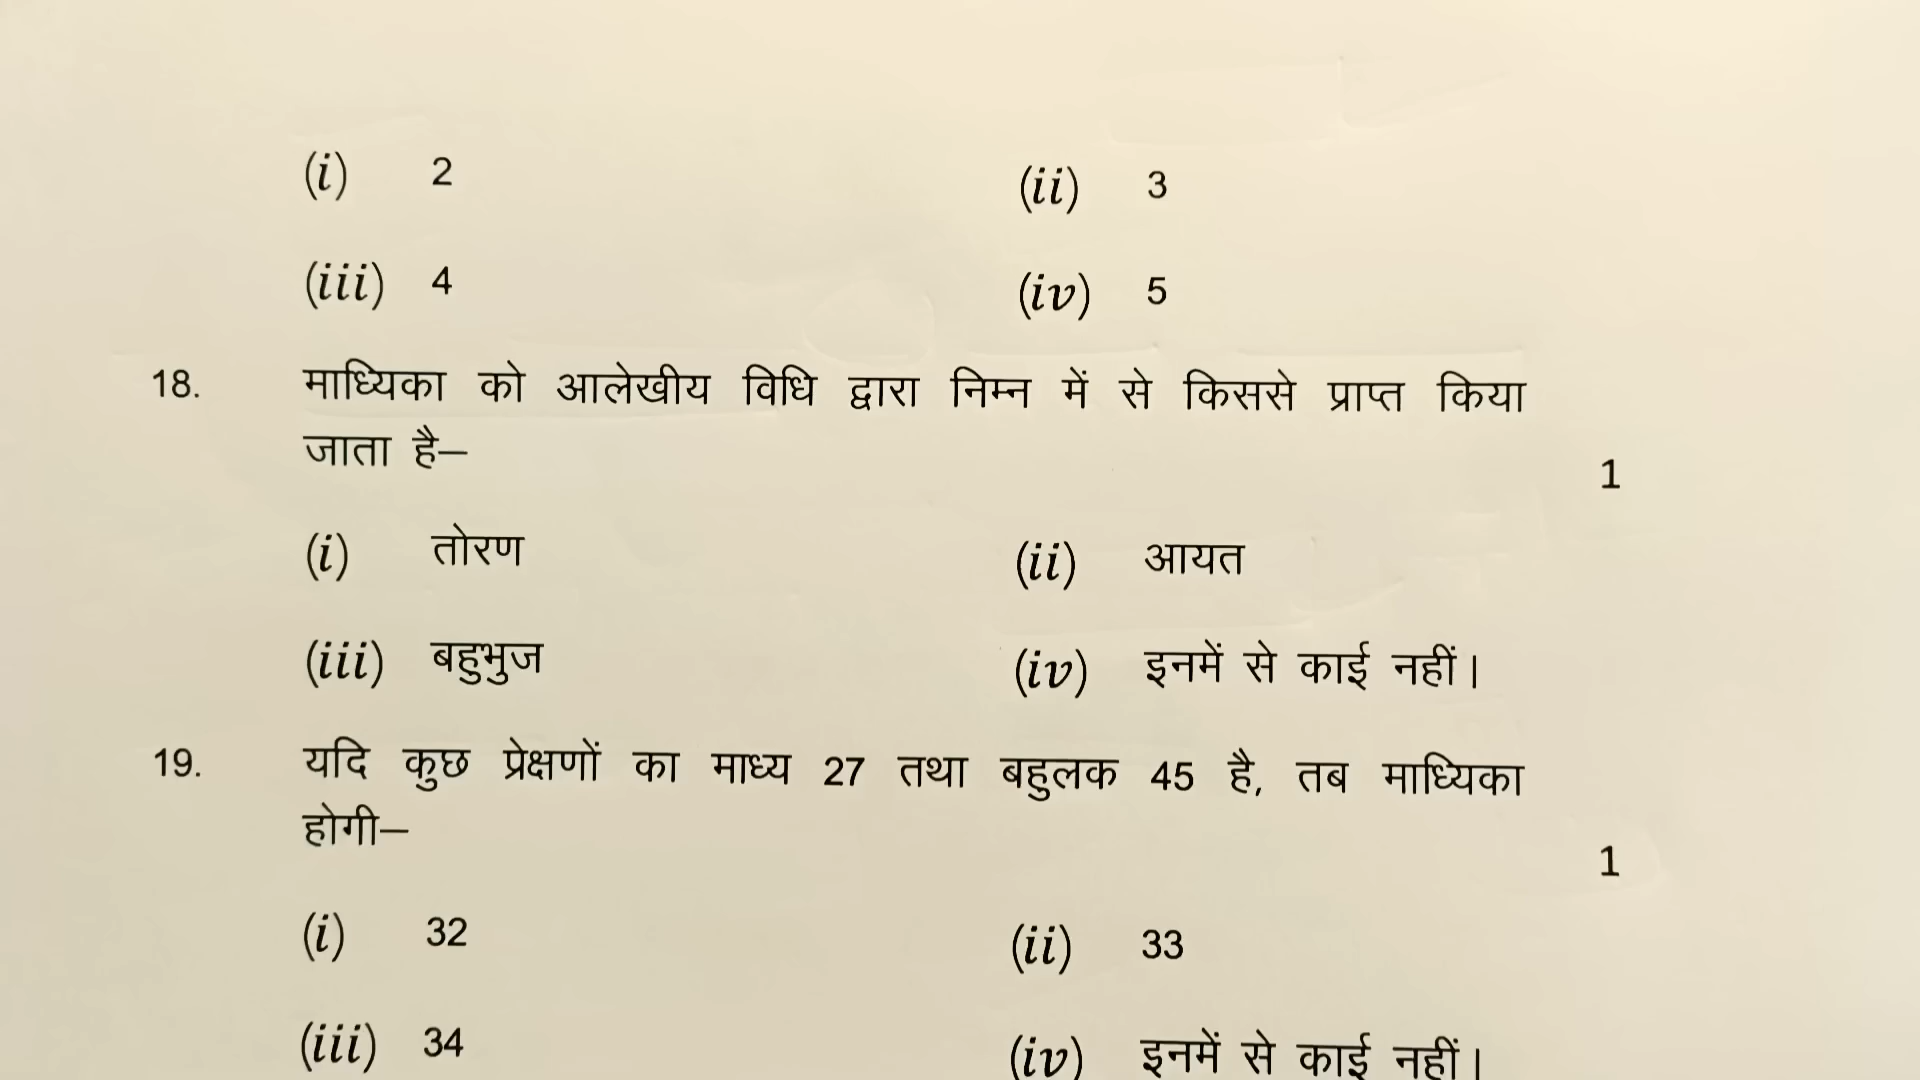 (i) 2 (ii) 3
(iii) 4 (iv) 5
18. माध्यिका को आलेखीय विधि द्वारा निम्न में से किससे प्राप्त किया
जाता है–
1
(i) तोरण (ii) आयत
(iii) बहुभुज (iv) इनमें से काई नहीं।
19. यदि कुछ प्रेक्षणों का माध्य 27 तथा बहुलक 45 है, तब माध्यिका
होगी–
1
(i) 32 (ii) 33
(iii) 34 (iv) इनमें से काई नहीं।